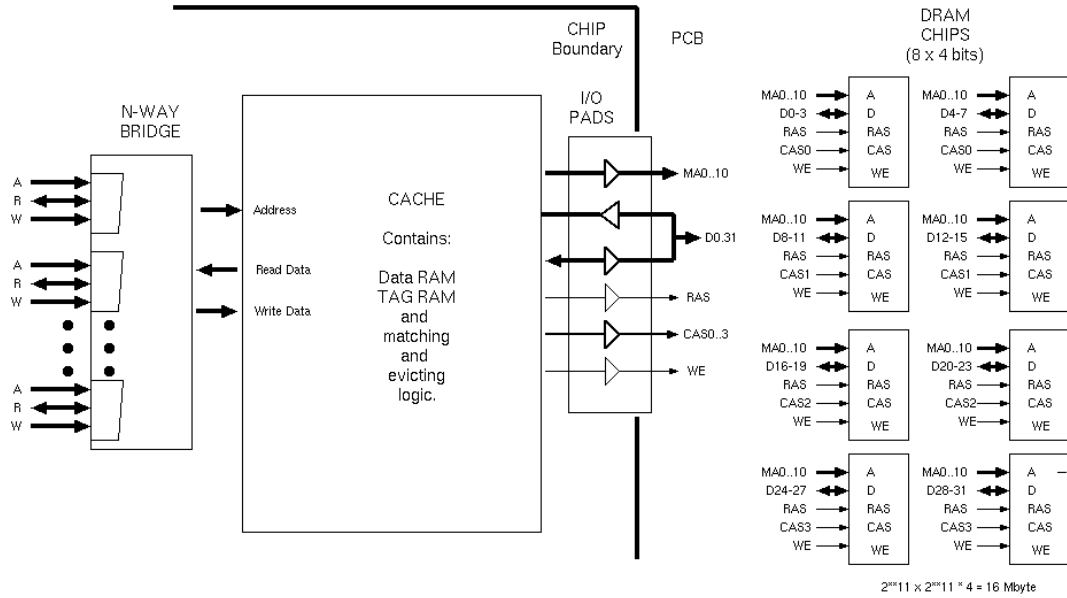 CHIP
Boundary
PCB
DRAM
CHIPS
(8 x 4 bits)
N-WAY
BRIDGE
I/O
PADS
A
R
W
A
R
W
A
R
W
Address
Read Data
Write Data
CACHE
Contains:
Data RAM
TAG RAM
and
matching
and
evicting
logic.
MA0..10
D0.31
RAS
CAS0..3
WE
MA0..10 A
D0-3 D
RAS RAS
CAS0 CAS
WE WE
MA0..10 A
D4-7 D
RAS RAS
CAS0 CAS
WE WE
MA0..10 A
D8-11 D
RAS RAS
CAS1 CAS
WE WE
MA0..10 A
D12-15 D
RAS RAS
CAS1 CAS
WE WE
MA0..10 A
D16-19 D
RAS RAS
CAS2 CAS
WE WE
MA0..10 A
D20-23 D
RAS RAS
CAS2 CAS
WE WE
MA0..10 A
D24-27 D
RAS RAS
CAS3 CAS
WE WE
MA0..10 A
D28-31 D
RAS RAS
CAS3 CAS
WE WE
2**11 x 2**11 * 4 = 16 Mbyte